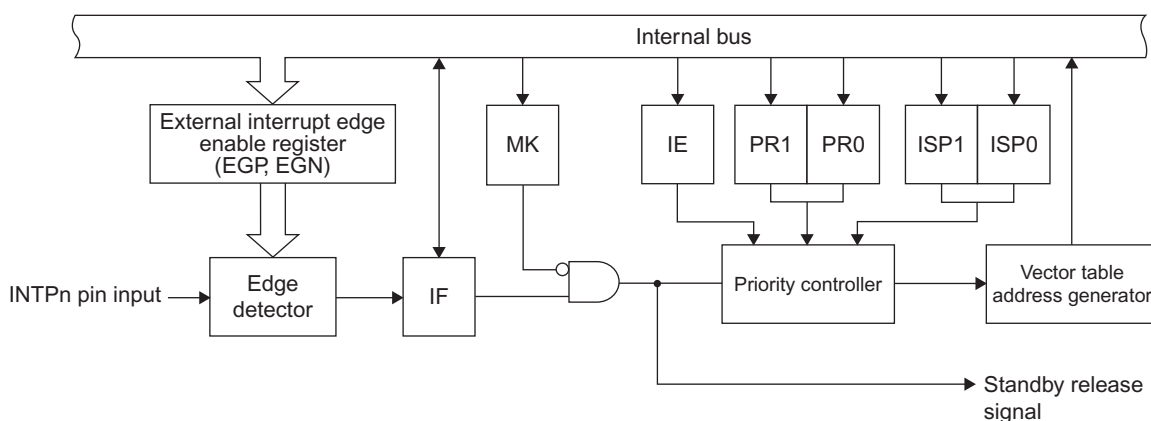 Internal bus
External interrupt edge
enable register
(EGP, EGN)
MK
IE
PR1
PR0
ISP1
ISP0
INTPn pin input
Edge
detector
IF
Priority controller
Vector table
address generator
Standby release
signal